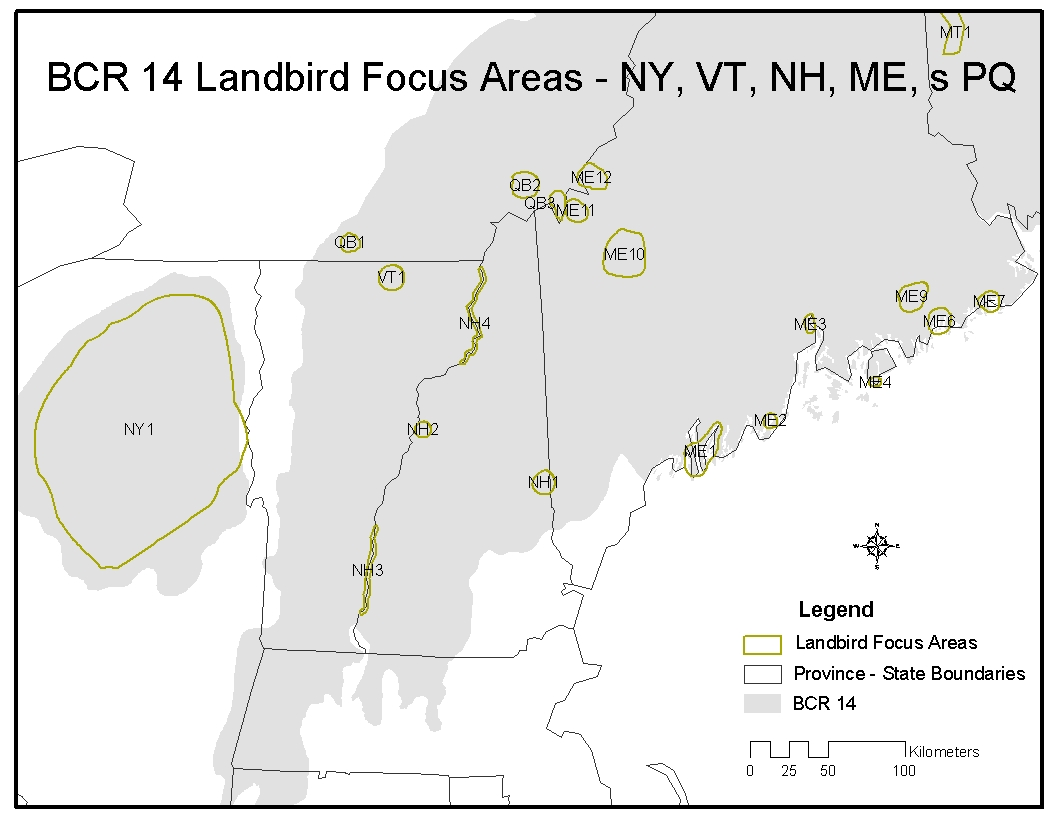 MT1
BCR 14 Landbird Focus Areas - NY, VT, NH, ME, s PQ
ME12
QB2
QB3
ME11
QB1
ME10
VT1
ME9
ME7
NH4
ME3
ME6
ME4
NY1
NH2
ME2
ME1
NH1
N
W
E
S
NH3
Legend
Landbird Focus Areas
Province - State Boundaries
BCR 14
Kilometers
0 25 50 100